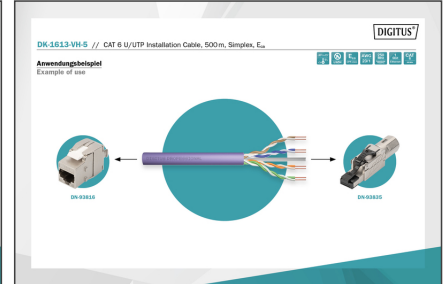 DIGITUS®
DK-1613-VH-5 // CAT 6 U/UTP Installation Cable, 500m, Simplex, Eca
Anwendungsbeispiel
Example of use
DN-93816
DN-93835